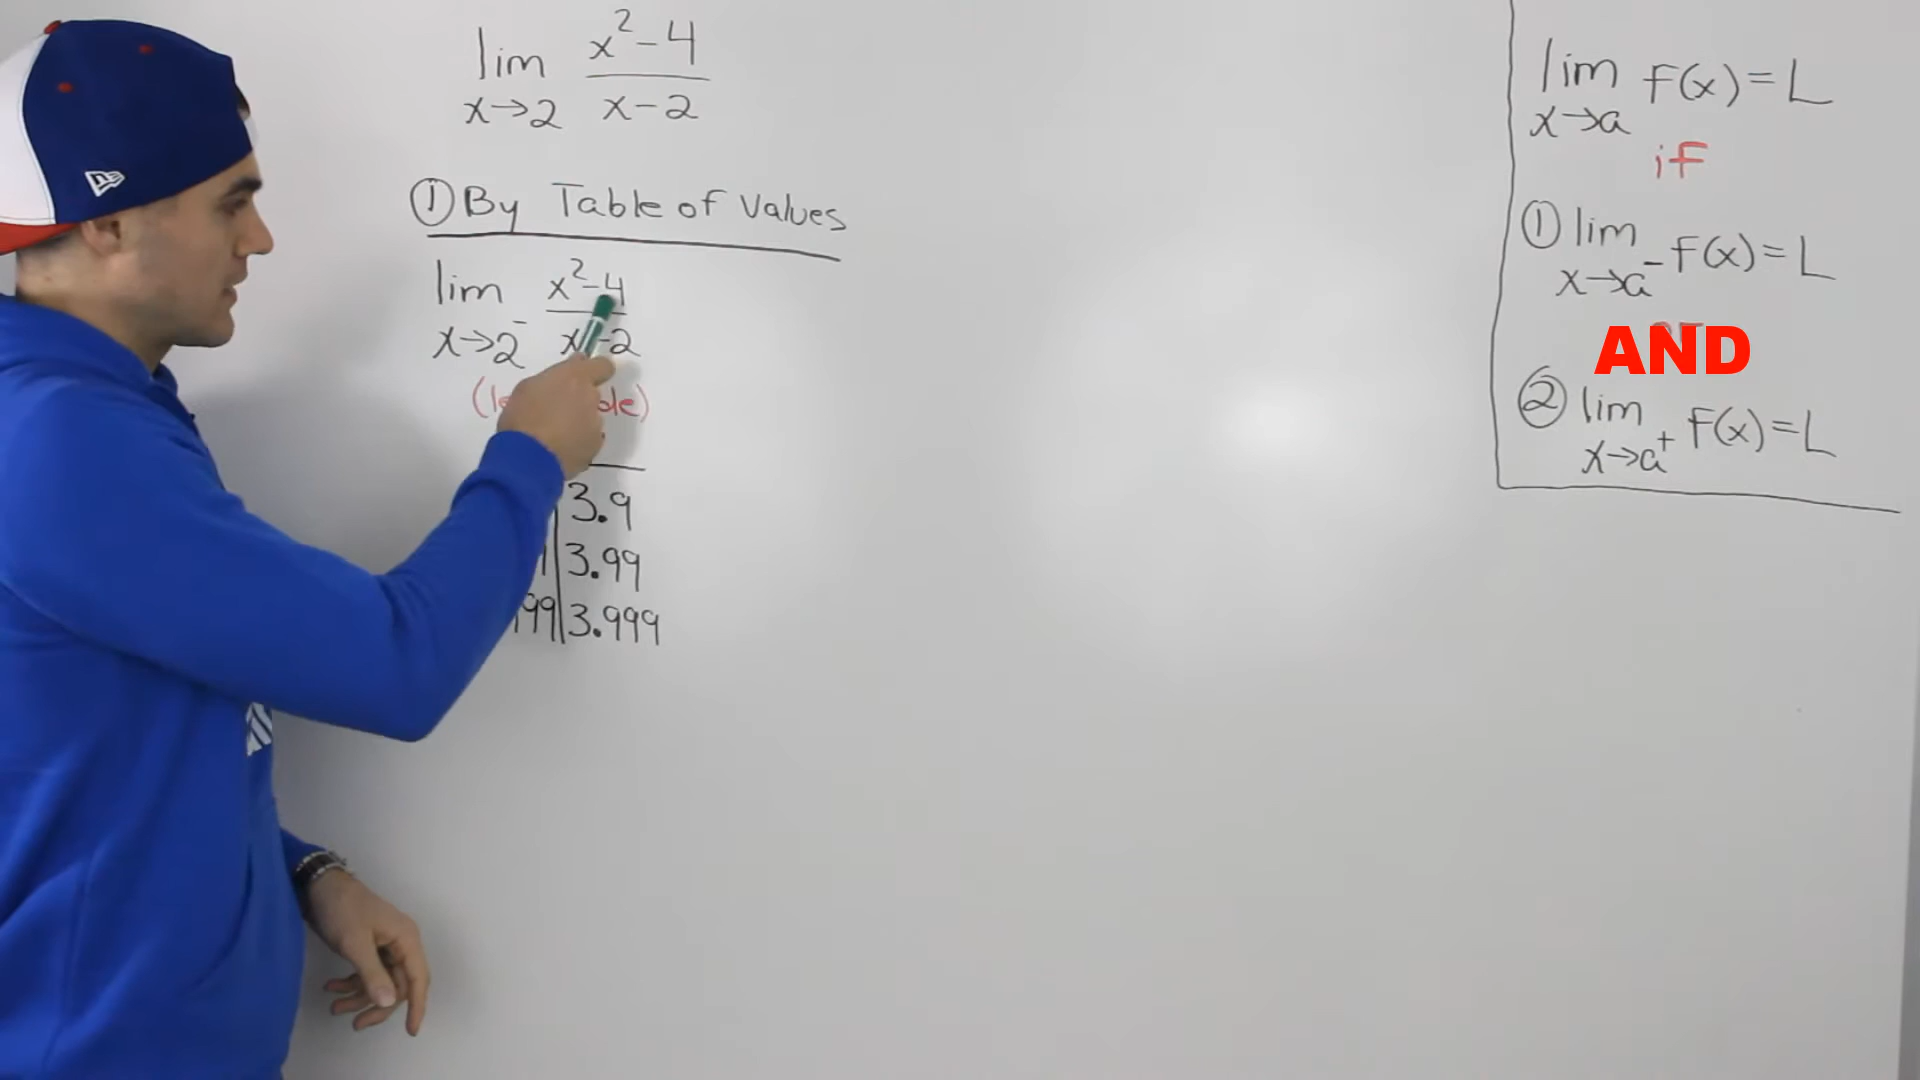 lim x²-4
x→2 x-2
① By Table of Values
lim x²-4
x→2⁻ x-2
3.9
3.99
99 3.999
lim f(x)=L
x→a
if
① lim f(x)=L
x→a⁻
AND
② lim f(x)=L
x→a⁺